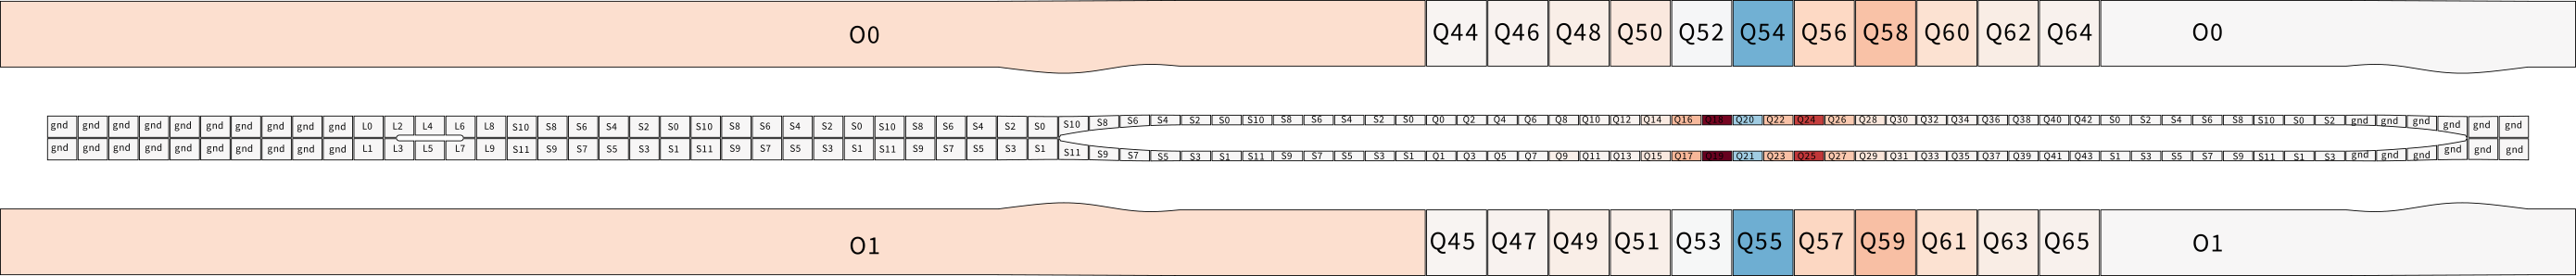 O0 Q44 Q46 Q48 Q50 Q52 Q54 Q56 Q58 Q60 Q62 Q64 O0
gnd gnd gnd gnd gnd gnd gnd gnd gnd gnd L0 L2 L4 L6 L8 S10 S8 S6 S4 S2 S0 S10 S8 S6 S4 S2 S0 S10 S8 S6 S4 S2 S0 S10 S8 S6 S4 S2 S0 S10 S8 S6 S4 S2 S0 Q0 Q2 Q4 Q6 Q8 Q10 Q12 Q14 Q16 Q18 Q20 Q22 Q24 Q26 Q28 Q30 Q32 Q34 Q36 Q38 Q40 Q42 S0 S2 S4 S6 S8 S10 S0 S2 gnd gnd gnd gnd gnd gnd
gnd gnd gnd gnd gnd gnd gnd gnd gnd gnd L1 L3 L5 L7 L9 S11 S9 S7 S5 S3 S1 S11 S9 S7 S5 S3 S1 S11 S9 S7 S5 S3 S1 S11 S9 S7 S5 S3 S1 S11 S9 S7 S5 S3 S1 Q1 Q3 Q5 Q7 Q9 Q11 Q13 Q15 Q17 Q19 Q21 Q23 Q25 Q27 Q29 Q31 Q33 Q35 Q37 Q39 Q41 Q43 S1 S3 S5 S7 S9 S11 S1 S3 gnd gnd gnd gnd gnd gnd
O1 Q45 Q47 Q49 Q51 Q53 Q55 Q57 Q59 Q61 Q63 Q65 O1